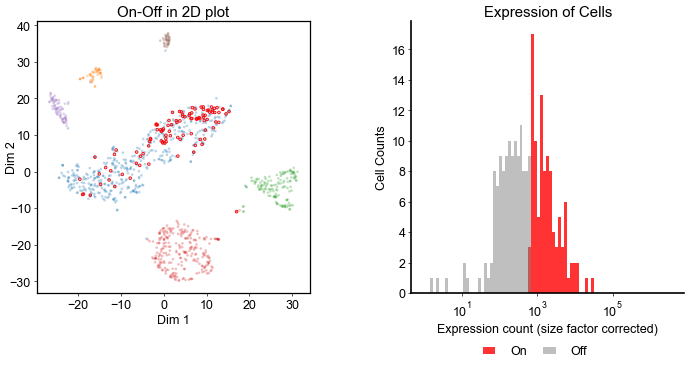 On-Off in 2D plot
40
30
20
10
0
−10
−20
−30
Dim 2
−20 −10 0 10 20 30
Dim 1
Expression of Cells
16
14
12
10
8
6
4
2
0
Cell Counts
10^1 10^3 10^5
Expression count (size factor corrected)
On Off